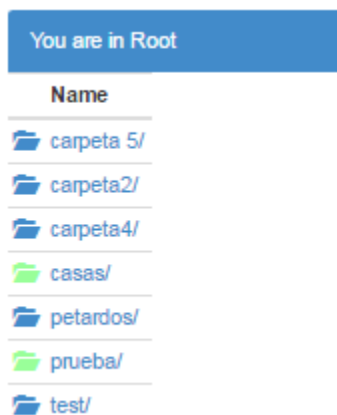 You are in Root
Name
carpeta 5/
carpeta2/
carpeta4/
casas/
petardos/
prueba/
test/